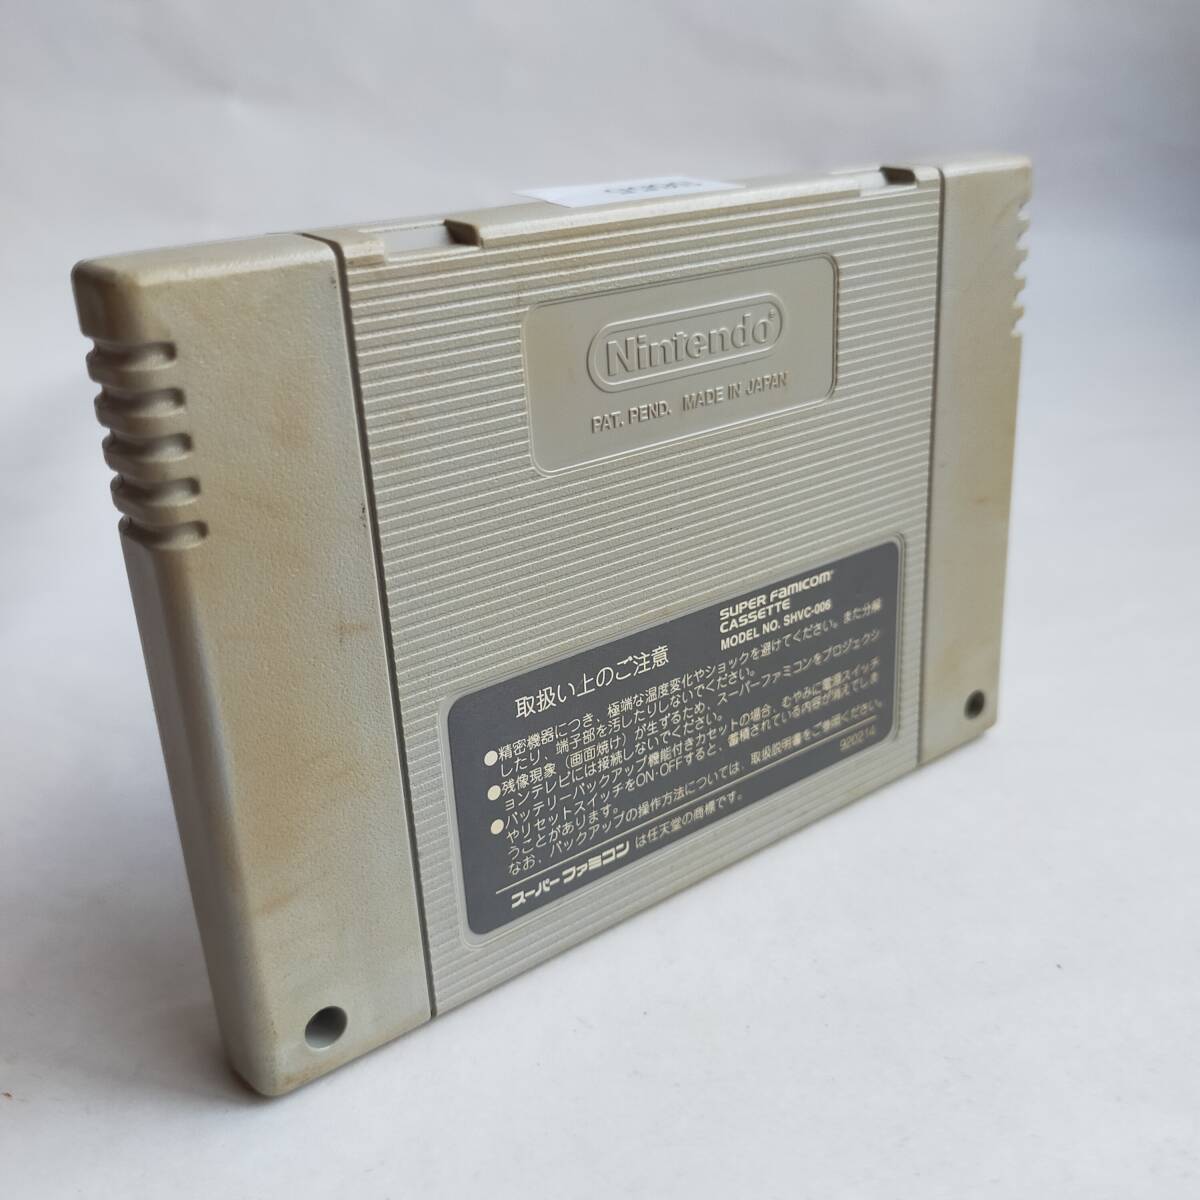 Nintendo®
PAT. PEND. MADE IN JAPAN
SUPER Famicom
CASSETTE
MODEL NO. SHVC-006
取扱い上のご注意
●精密機器につき、極端な温度変化やショックを避けてください。また分解
したり、端子部を汚したりしないでください。
●残像現象（画面焼け）が生ずるため、スーパーファミコンをプロジェクシ
ョンテレビには接続しないでください。
●バッテリーバックアップ機能付きカセットの場合、むやみに電源スイッチ
やリセットスイッチをON・OFFすると、蓄積されている内容が消えてしま
うことがあります。
なお、バックアップの操作方法については、取扱説明書をご参照ください。
920214
スーパーファミコン は任天堂の商標です。